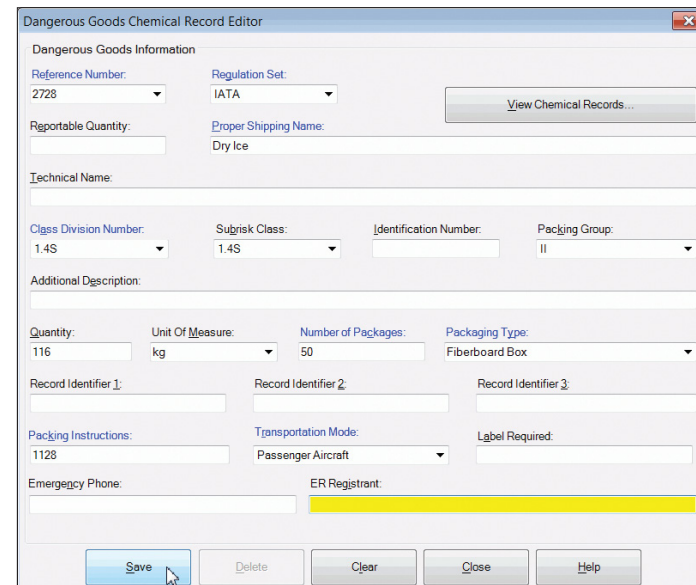 Dangerous Goods Chemical Record Editor
Dangerous Goods Information
Reference Number: Regulation Set:
2728 IATA
View Chemical Records...
Reportable Quantity: Proper Shipping Name:
Dry Ice
Technical Name:
Class Division Number: Subrisk Class: Identification Number: Packing Group:
1.4S 1.4S II
Additional Description:
Quantity: Unit Of Measure: Number of Packages: Packaging Type:
116 kg 50 Fiberboard Box
Record Identifier 1: Record Identifier 2: Record Identifier 3:
Packing Instructions: Transportation Mode: Label Required:
1128 Passenger Aircraft
Emergency Phone: ER Registrant:
Save Delete Clear Close Help